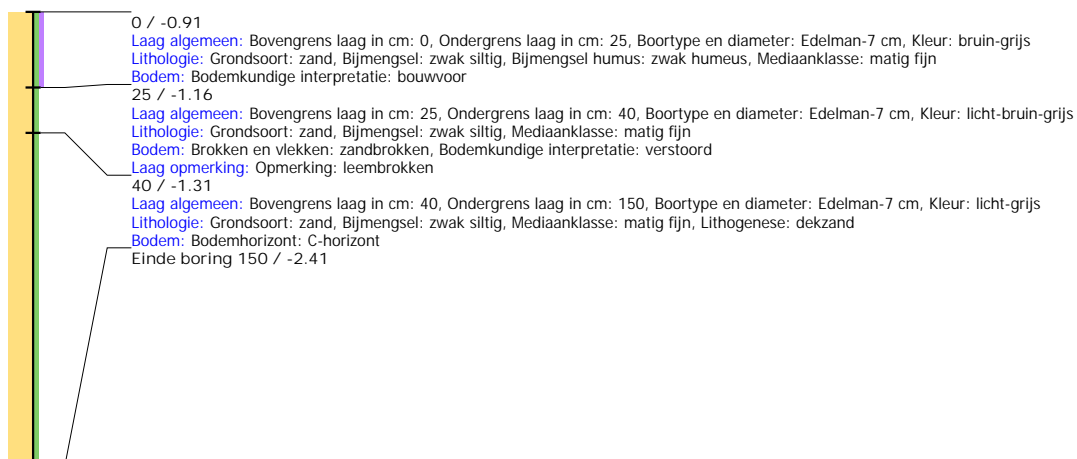 0 / -0.91
Laag algemeen: Bovengrens laag in cm: 0, Ondergrens laag in cm: 25, Boortype en diameter: Edelman-7 cm, Kleur: bruin-grijs
Lithologie: Grondsoort: zand, Bijmengsel: zwak siltig, Bijmengsel humus: zwak humeus, Mediaanklasse: matig fijn
Bodem: Bodemkundige interpretatie: bouwvoor
25 / -1.16
Laag algemeen: Bovengrens laag in cm: 25, Ondergrens laag in cm: 40, Boortype en diameter: Edelman-7 cm, Kleur: licht-bruin-grijs
Lithologie: Grondsoort: zand, Bijmengsel: zwak siltig, Mediaanklasse: matig fijn
Bodem: Brokken en vlekken: zandbrokken, Bodemkundige interpretatie: verstoord
Laag opmerking: Opmerking: leembrokken
40 / -1.31
Laag algemeen: Bovengrens laag in cm: 40, Ondergrens laag in cm: 150, Boortype en diameter: Edelman-7 cm, Kleur: licht-grijs
Lithologie: Grondsoort: zand, Bijmengsel: zwak siltig, Mediaanklasse: matig fijn, Lithogenese: dekzand
Bodem: Bodemhorizont: C-horizont
Einde boring 150 / -2.41